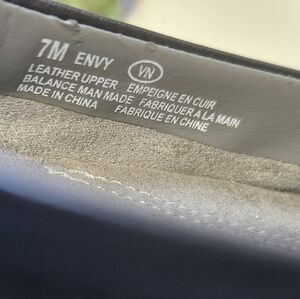 7M ENVY VN
LEATHER UPPER EMPEIGNE EN CUIR
BALANCE MAN MADE FABRIQUER A LA MAIN
MADE IN CHINA FABRIQUE EN CHINE